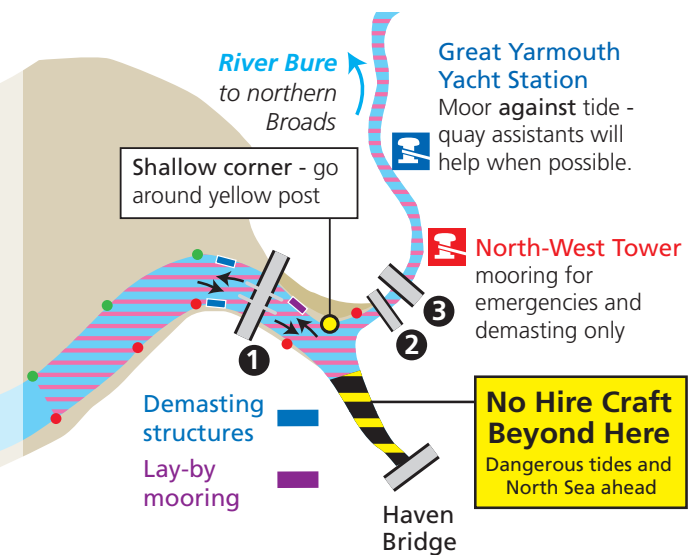 River Bure
to northern
Broads
Great Yarmouth
Yacht Station
Moor against tide -
quay assistants will
help when possible.
Shallow corner - go
around yellow post
North-West Tower
mooring for
emergencies and
demasting only
1
2
3
Demasting
structures
Lay-by
mooring
No Hire Craft
Beyond Here
Dangerous tides and
North Sea ahead
Haven
Bridge